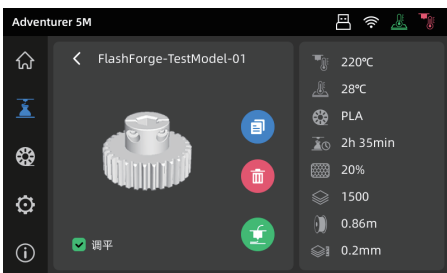 Adventurer 5M
FlashForge-TestModel-01
220℃
28℃
PLA
2h 35min
20%
1500
0.86m
0.2mm
调平